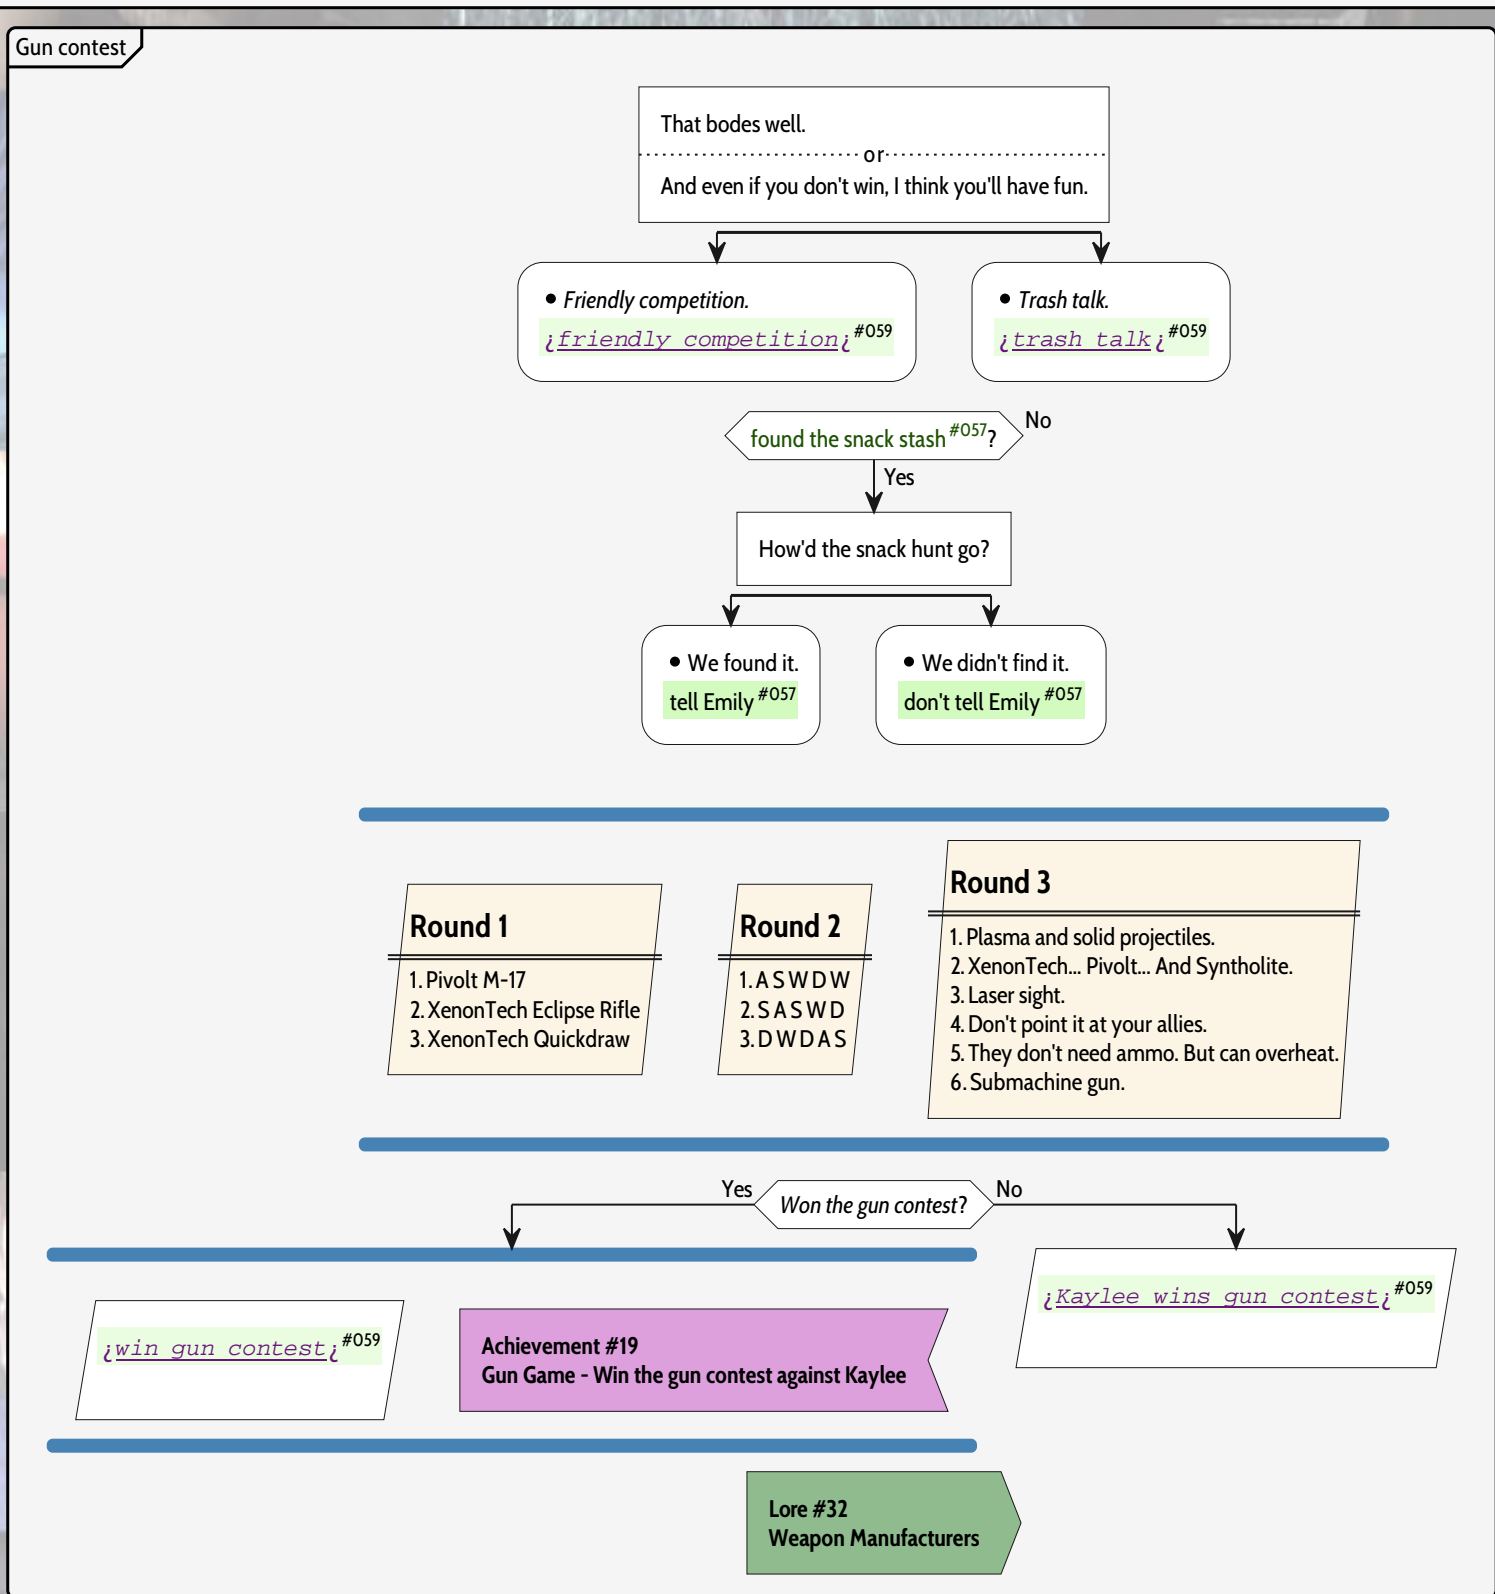 Gun contest
That bodes well.
or
And even if you don't win, I think you'll have fun.
• Friendly competition.
¿friendly competition¿ #059
• Trash talk.
¿trash talk¿ #059
found the snack stash #057?
No
Yes
How'd the snack hunt go?
• We found it.
tell Emily #057
• We didn't find it.
don't tell Emily #057
Round 1
1. Pivolt M-17
2. XenonTech Eclipse Rifle
3. XenonTech Quickdraw
Round 2
1. A S W D W
2. S A S W D
3. D W D A S
Round 3
1. Plasma and solid projectiles.
2. XenonTech... Pivolt... And Syntholite.
3. Laser sight.
4. Don't point it at your allies.
5. They don't need ammo. But can overheat.
6. Submachine gun.
Yes
Won the gun contest?
No
¿win gun contest¿ #059
Achievement #19
Gun Game - Win the gun contest against Kaylee
¿Kaylee wins gun contest¿ #059
Lore #32
Weapon Manufacturers